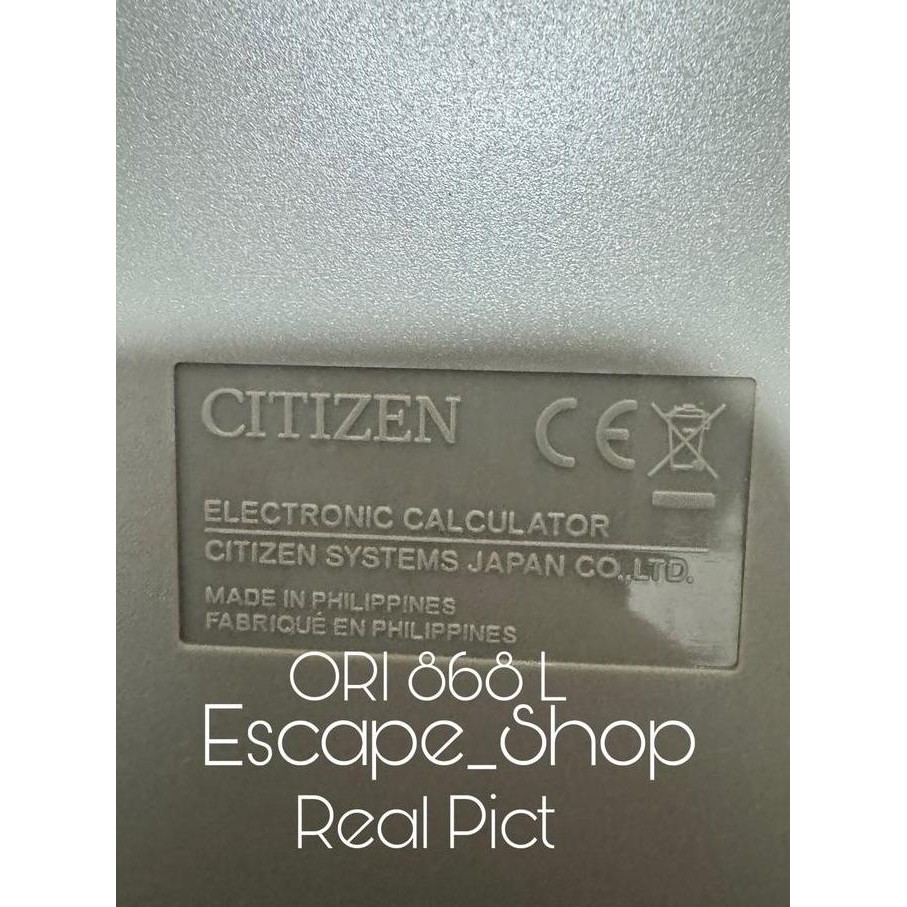 CITIZEN CE
ELECTRONIC CALCULATOR
CITIZEN SYSTEMS JAPAN CO.,LTD.
MADE IN PHILIPPINES
FABRIQUÉ EN PHILIPPINES
ORI 868 L
Escape_Shop
Real Pict